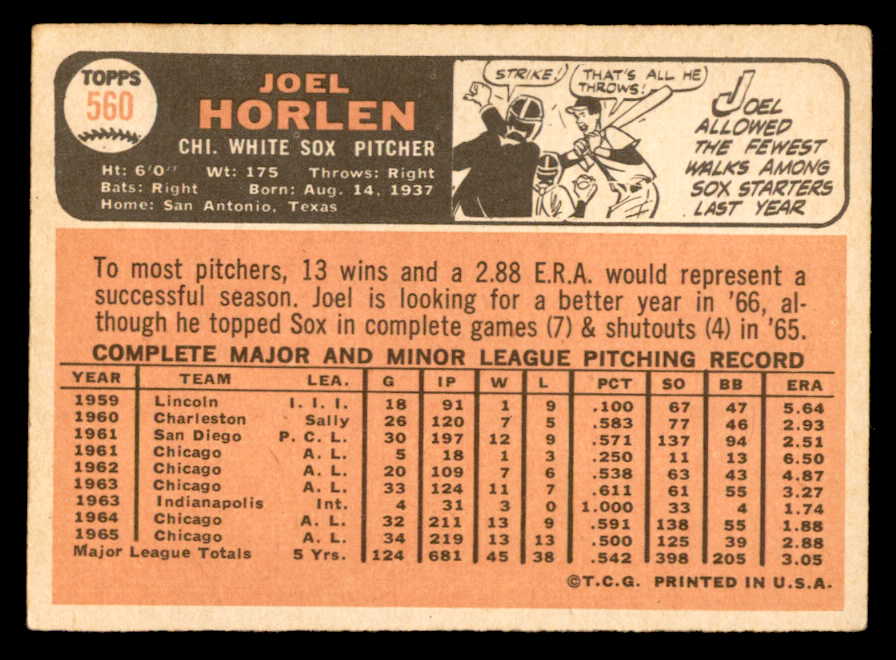 TOPPS
560
JOEL
HORLEN
CHI. WHITE SOX PITCHER
Ht: 6'0" Wt: 175 Throws: Right
Bats: Right Born: Aug. 14, 1937
Home: San Antonio, Texas
STRIKE!
THAT'S ALL HE
THROWS!
JOEL
ALLOWED
THE FEWEST
WALKS AMONG
SOX STARTERS
LAST YEAR
To most pitchers, 13 wins and a 2.88 E.R.A. would represent a
successful season. Joel is looking for a better year in '66, al-
though he topped Sox in complete games (7) & shutouts (4) in '65.
COMPLETE MAJOR AND MINOR LEAGUE PITCHING RECORD
YEAR TEAM LEA. G IP W L PCT SO BB ERA
1959 Lincoln I. I. I. 18 91 1 9 .100 67 47 5.64
1960 Charleston Sally 26 120 7 5 .583 77 46 2.93
1961 San Diego P. C. L. 30 197 12 9 .571 137 94 2.51
1961 Chicago A. L. 5 18 1 3 .250 11 13 6.50
1962 Chicago A. L. 20 109 7 6 .538 63 43 4.87
1963 Chicago A. L. 33 124 11 7 .611 61 55 3.27
1963 Indianapolis Int. 4 31 3 0 1.000 33 4 1.74
1964 Chicago A. L. 32 211 13 9 .591 138 55 1.88
1965 Chicago A. L. 34 219 13 13 .500 125 39 2.88
Major League Totals 5 Yrs. 124 681 45 38 .542 398 205 3.05
©T.C.G. PRINTED IN U.S.A.